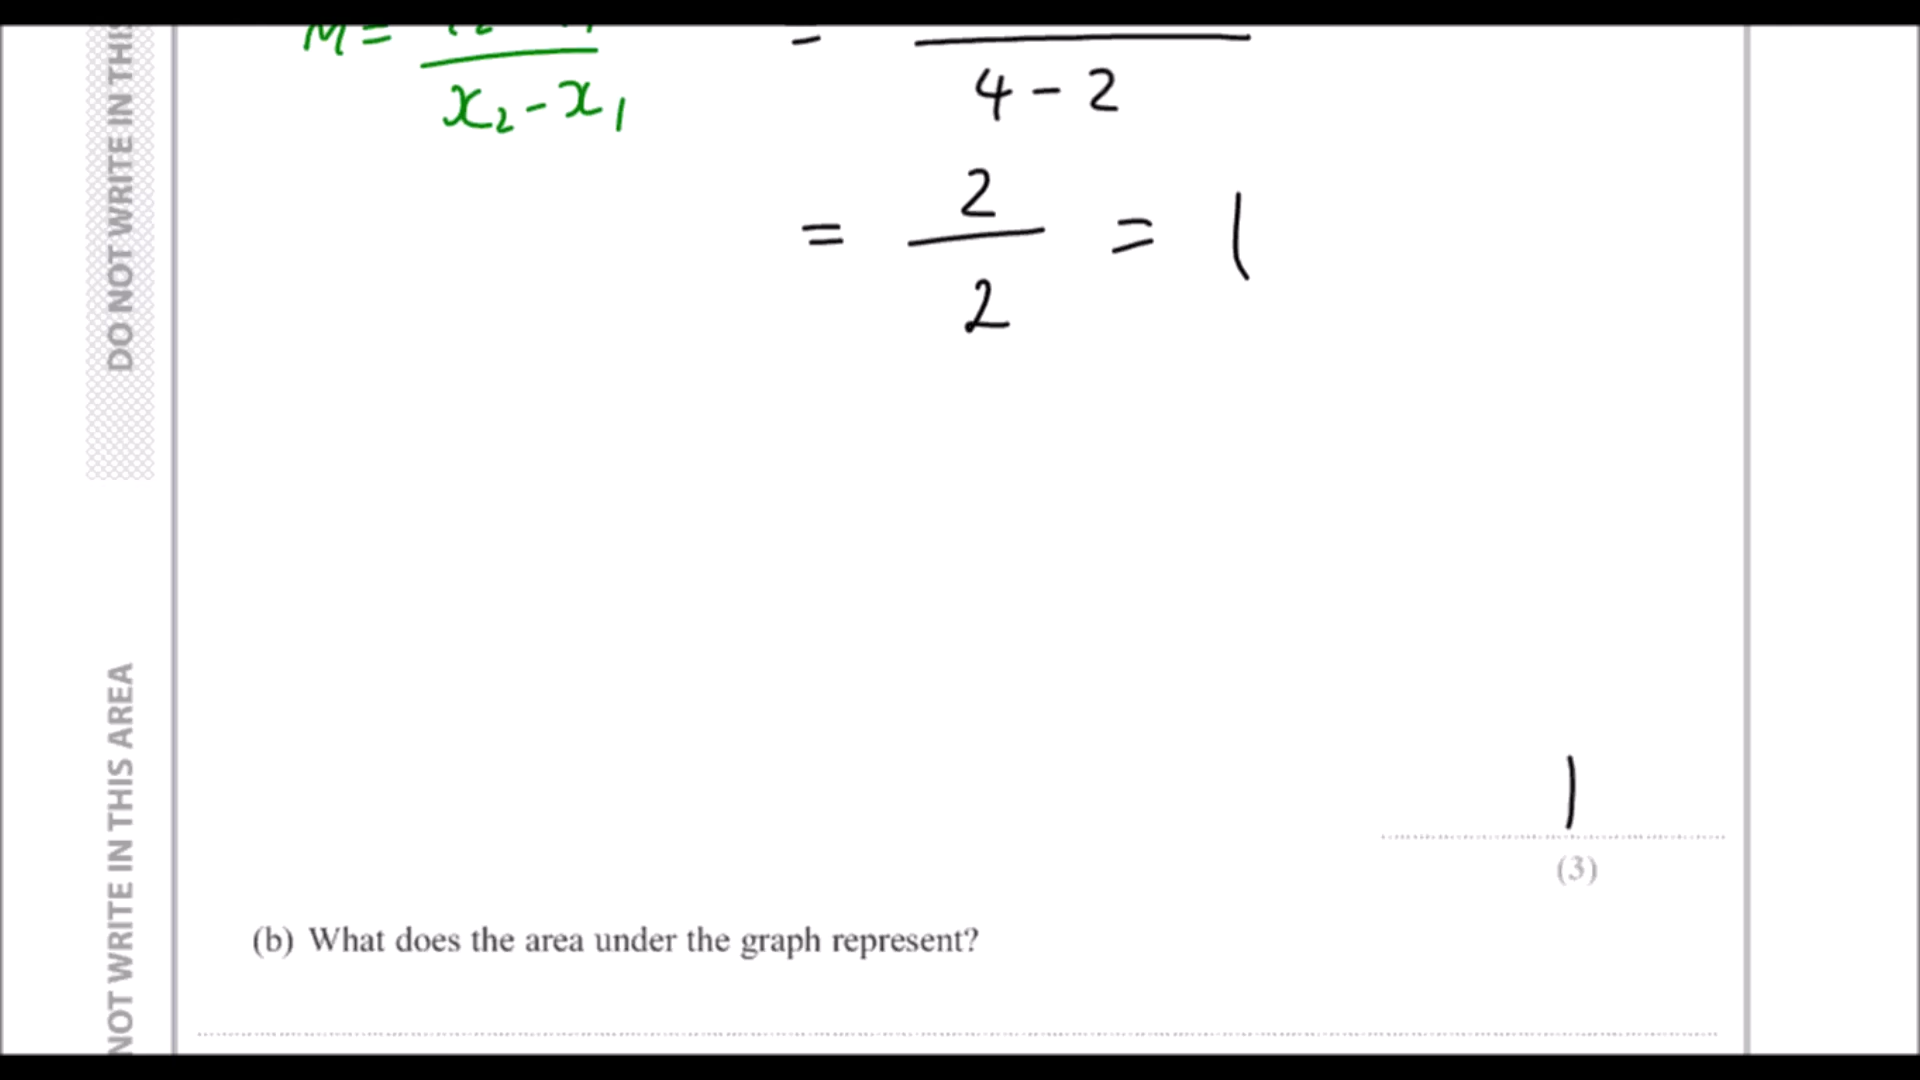 M =
=
x₂ - x₁
4 - 2
= 2/2 = 1
1
(3)
(b) What does the area under the graph represent?
DO NOT WRITE IN THIS
NOT WRITE IN THIS AREA